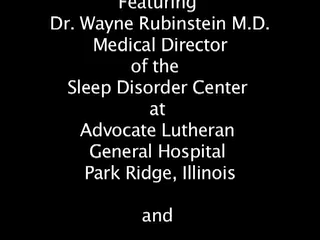 Featuring
Dr. Wayne Rubinstein M.D.
Medical Director
of the
Sleep Disorder Center
at
Advocate Lutheran
General Hospital
Park Ridge, Illinois
and